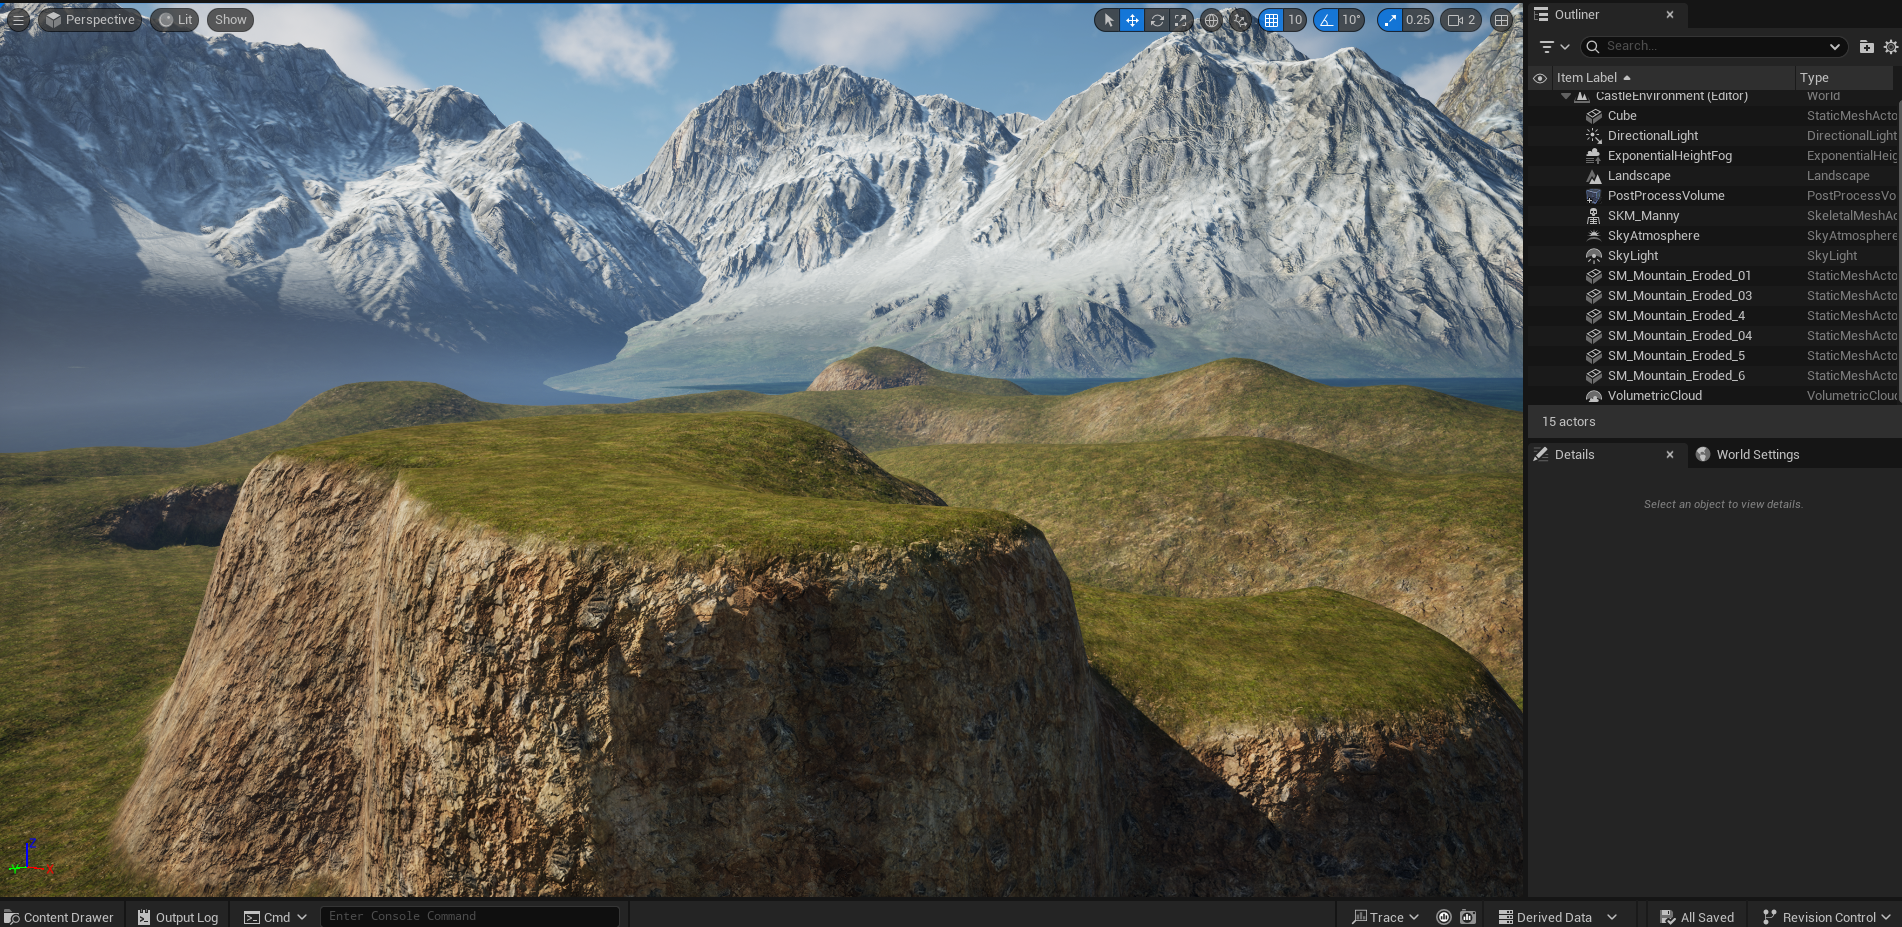 Perspective
Lit
Show
10
10°
0.25
2
Outliner
Search...
Item Label
Type
CastleEnvironment (Editor)
World
Cube
StaticMeshActo
DirectionalLight
DirectionalLight
ExponentialHeightFog
ExponentialHeig
Landscape
Landscape
PostProcessVolume
PostProcessVo
SKM_Manny
SkeletalMeshAc
SkyAtmosphere
SkyAtmosphere
SkyLight
SkyLight
SM_Mountain_Eroded_01
StaticMeshActo
SM_Mountain_Eroded_03
StaticMeshActo
SM_Mountain_Eroded_4
StaticMeshActo
SM_Mountain_Eroded_04
StaticMeshActo
SM_Mountain_Eroded_5
StaticMeshActo
SM_Mountain_Eroded_6
StaticMeshActo
VolumetricCloud
VolumetricClou
15 actors
Details
World Settings
Select an object to view details.
Z
Y
X
Content Drawer
Output Log
Cmd
Enter Console Command
Trace
Derived Data
All Saved
Revision Control